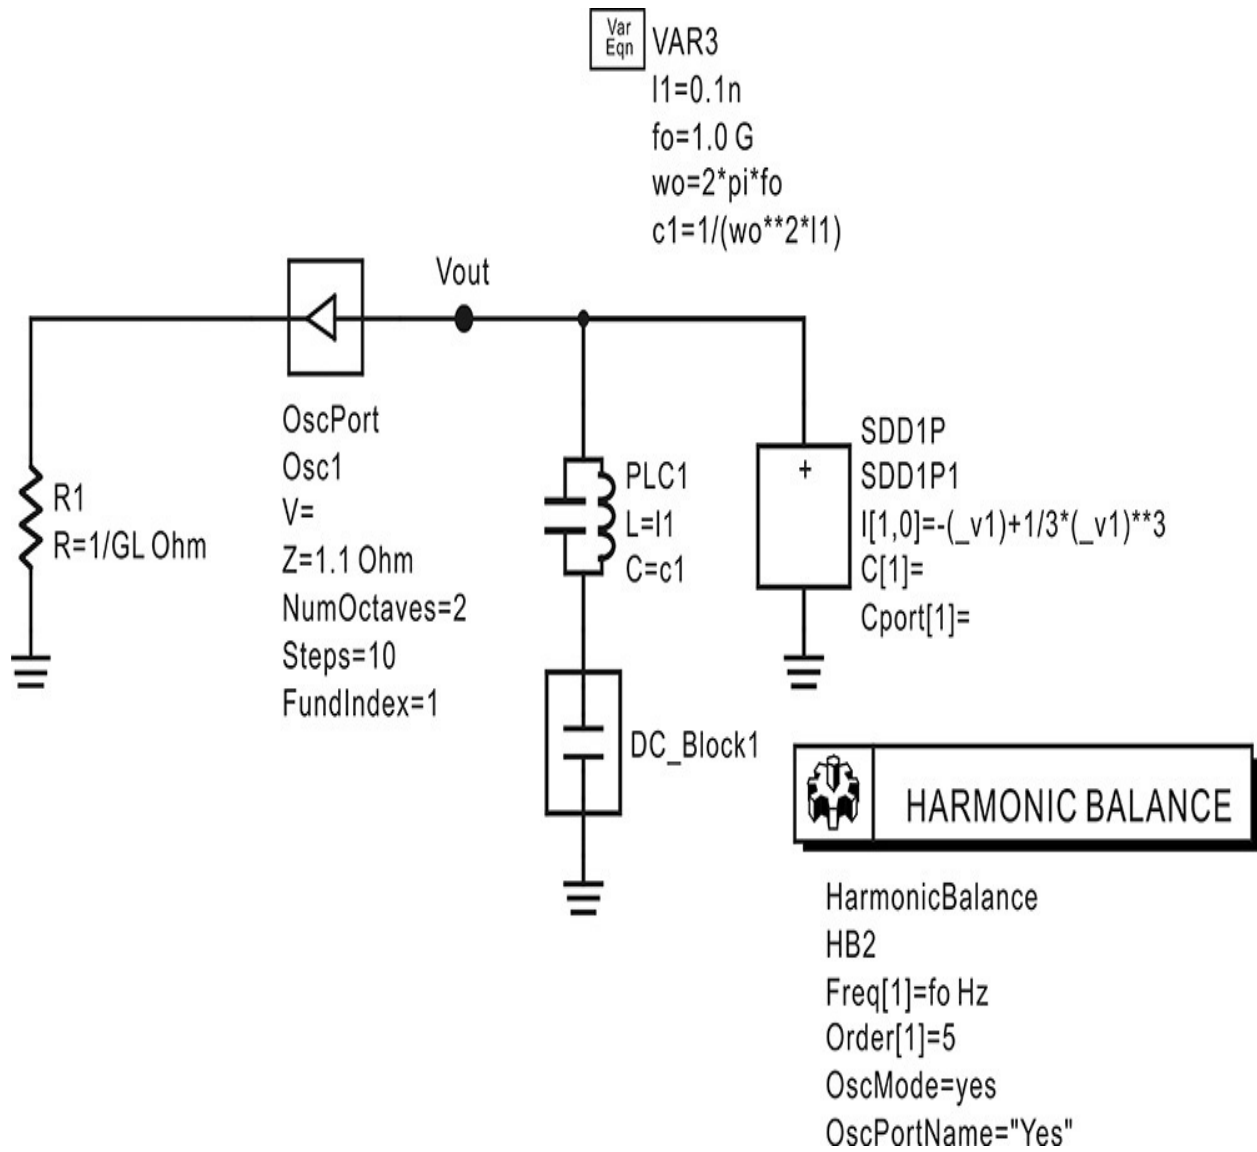 Var
Eqn
VAR3
l1=0.1n
fo=1.0 G
wo=2*pi*fo
c1=1/(wo**2*l1)
Vout
OscPort
Osc1
V=
Z=1.1 Ohm
NumOctaves=2
Steps=10
FundIndex=1
R1
R=1/GL Ohm
PLC1
L=l1
C=c1
+
SDD1P
SDD1P1
I[1,0]=-(_v1)+1/3*(_v1)**3
C[1]=
Cport[1]=
DC_Block1
HARMONIC BALANCE
HarmonicBalance
HB2
Freq[1]=fo Hz
Order[1]=5
OscMode=yes
OscPortName="Yes"